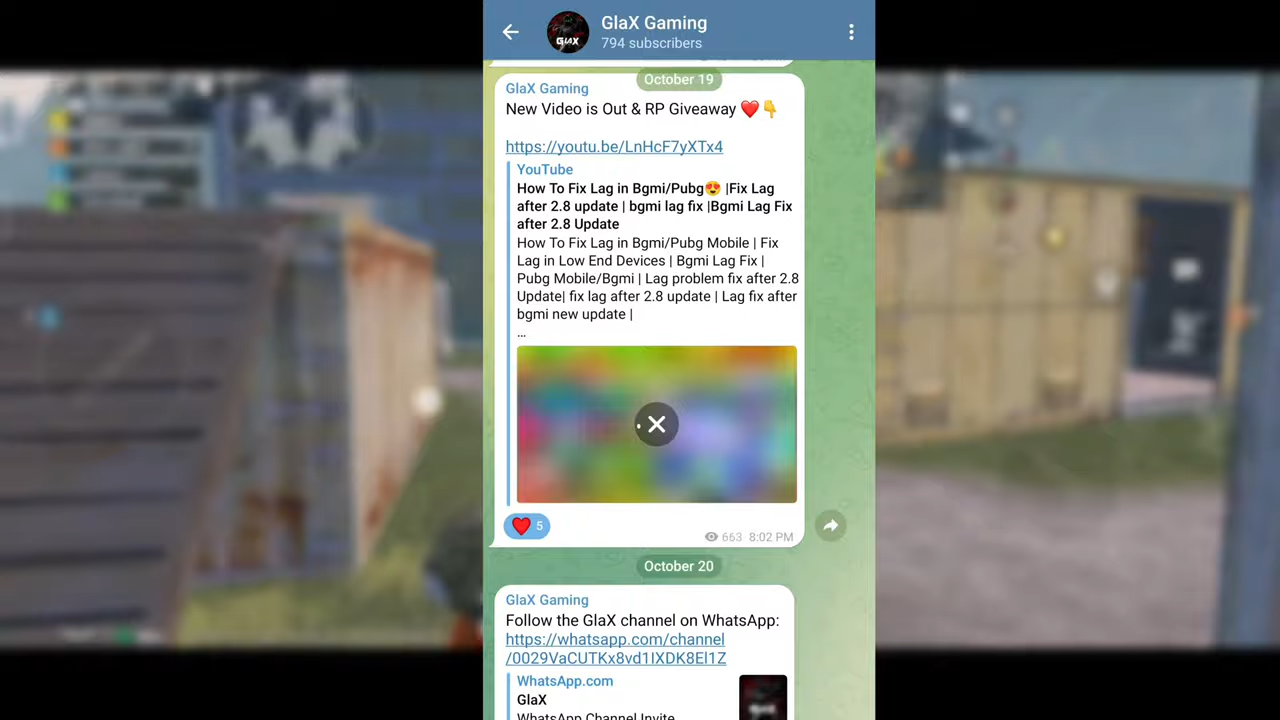 GlaX Gaming
794 subscribers
GlaX
October 19
GlaX Gaming
New Video is Out & RP Giveaway ❤️👇
https://youtu.be/LnHcF7yXTx4
YouTube
How To Fix Lag in Bgmi/Pubg😍 |Fix Lag
after 2.8 update | bgmi lag fix |Bgmi Lag Fix
after 2.8 Update
How To Fix Lag in Bgmi/Pubg Mobile | Fix
Lag in Low End Devices | Bgmi Lag Fix |
Pubg Mobile/Bgmi | Lag problem fix after 2.8
Update| fix lag after 2.8 update | Lag fix after
bgmi new update |
...
❤️ 5
663 8:02 PM
October 20
GlaX Gaming
Follow the GlaX channel on WhatsApp:
https://whatsapp.com/channel
/0029VaCUTKx8vd1IXDK8El1Z
WhatsApp.com
GlaX
WhatsApp Channel Invite